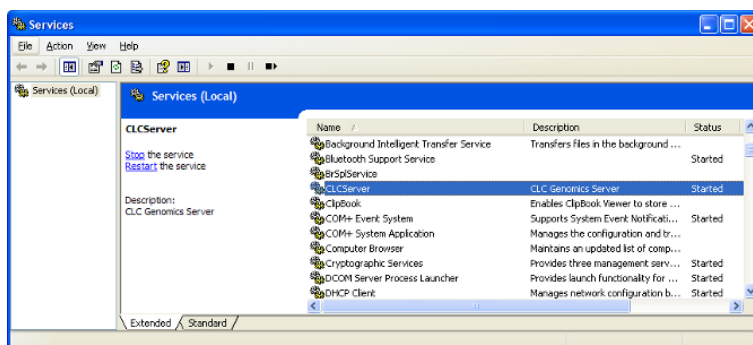 Services
File Action View Help
Services (Local)
Services (Local)
CLCServer
Stop the service
Restart the service
Description:
CLC Genomics Server
Name Description Status
Background Intelligent Transfer Service Transfers files in the background ...
Bluetooth Support Service Started
BrSplService
CLCServer CLC Genomics Server Started
ClipBook Enables ClipBook Viewer to store ...
COM+ Event System Supports System Event Notificati... Started
COM+ System Application Manages the configuration and tr...
Computer Browser Maintains an updated list of comp...
Cryptographic Services Provides three management serv... Started
DCOM Server Process Launcher Provides launch functionality for ... Started
DHCP Client Manages network configuration b... Started
Extended Standard